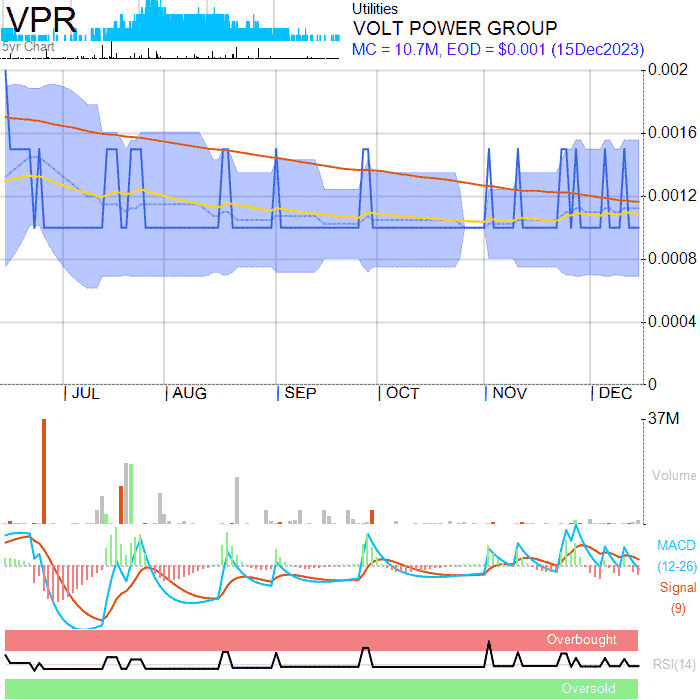 VPR
5yr Chart
Utilities
VOLT POWER GROUP
MC = 10.7M, EOD = $0.001 (15Dec2023)
0.002
0.0016
0.0012
0.0008
0.0004
0
JUL AUG SEP OCT NOV DEC
37M
Volume
MACD
(12-26)
Signal
(9)
Overbought
RSI(14)
Oversold